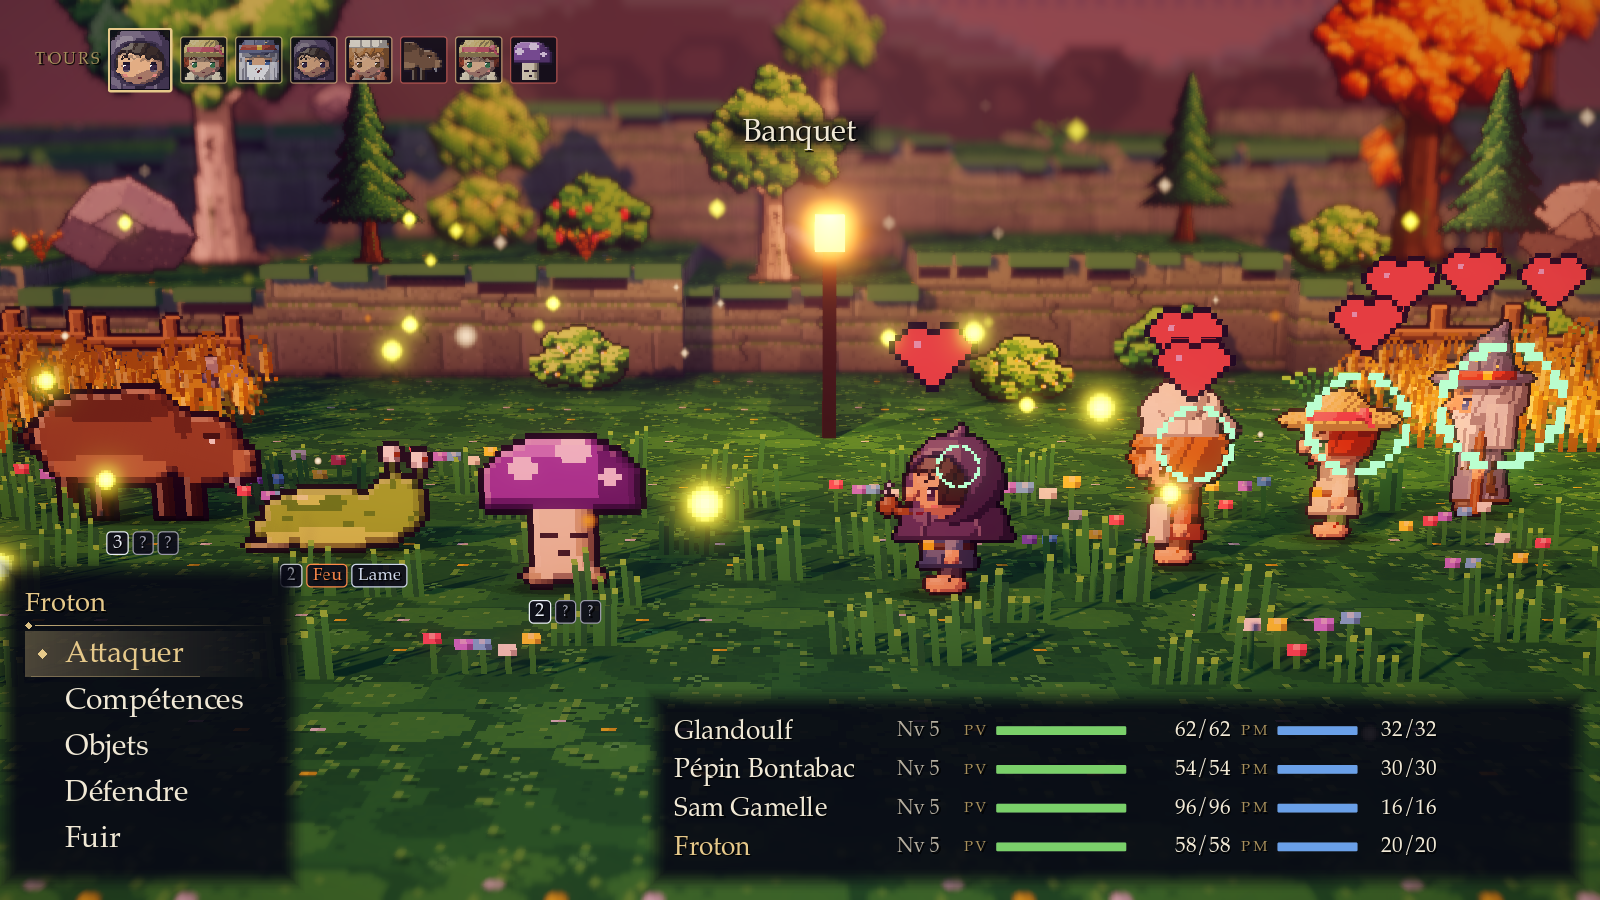 TOURS
Banquet
3 ? ?
2 Feu Lame
2 ? ?
Froton
Attaquer
Compétences
Objets
Défendre
Fuir
Glandoulf Nv 5 PV 62/62 PM 32/32
Pépin Bontabac Nv 5 PV 54/54 PM 30/30
Sam Gamelle Nv 5 PV 96/96 PM 16/16
Froton Nv 5 PV 58/58 PM 20/20